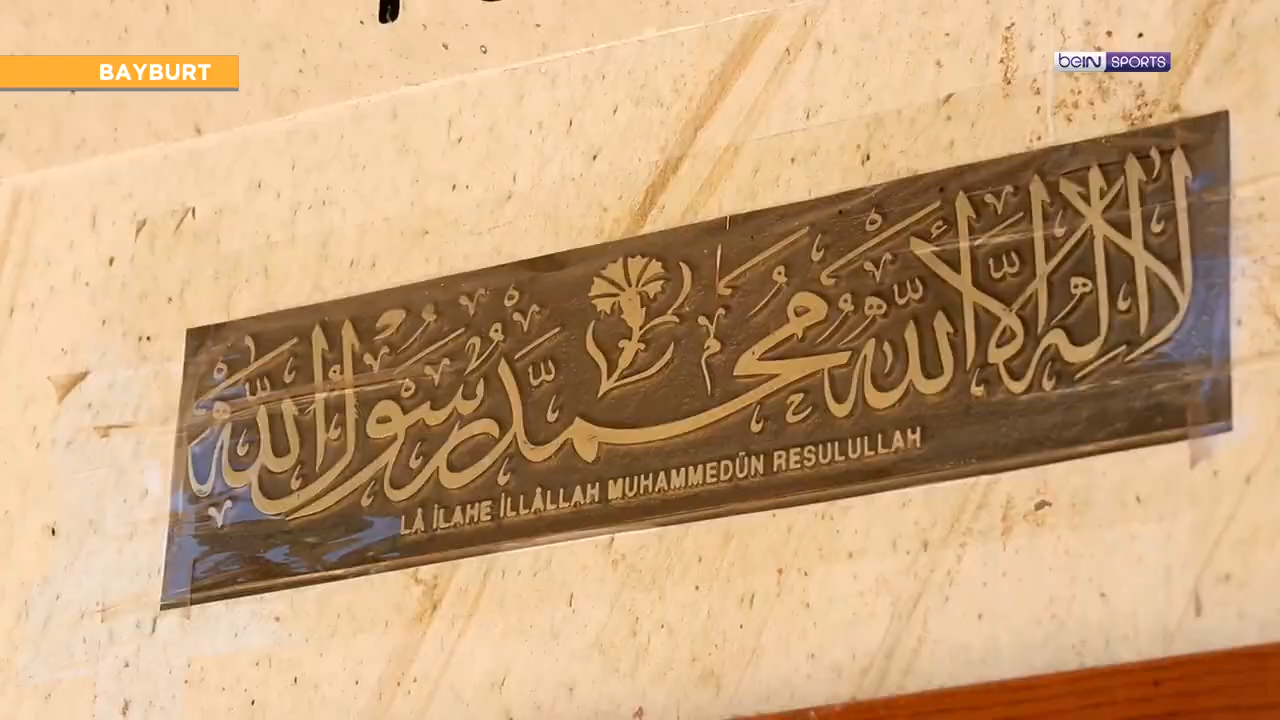 BAYBURT
beIN SPORTS
لا إله إلا الله محمد رسول الله
LÂ İLAHE İLLÂLLAH MUHAMMEDÜN RESULULLAH